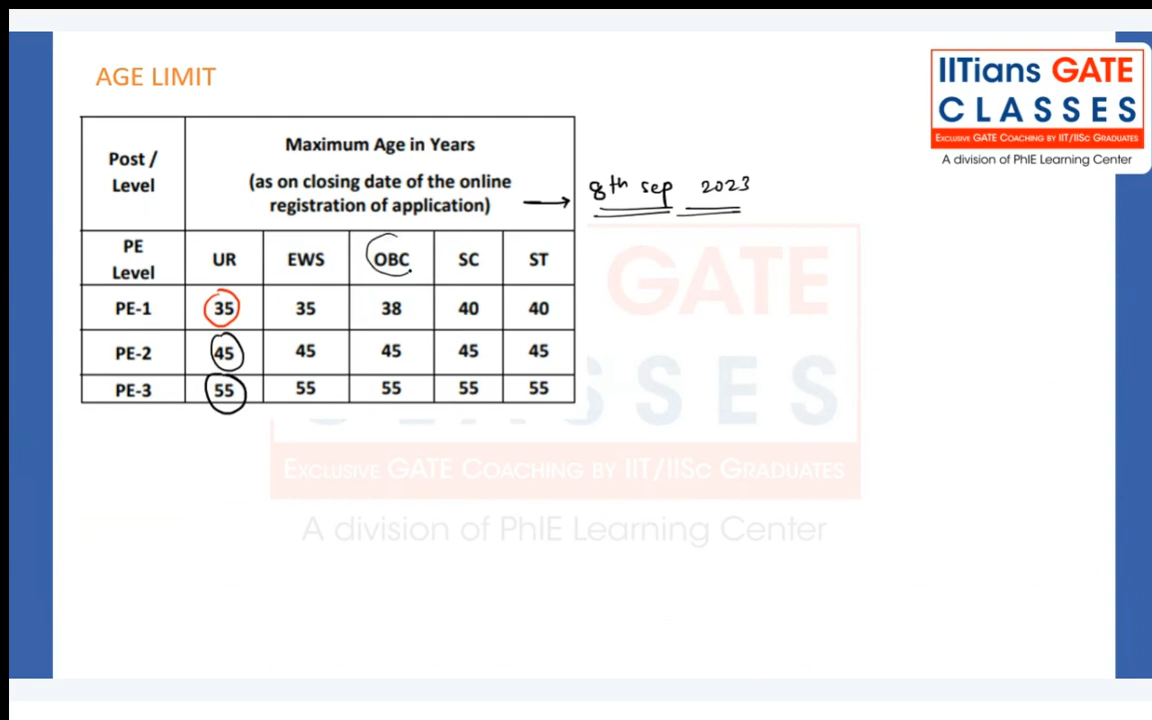 AGE LIMIT
IITians GATE
CLASSES
EXCLUSIVE GATE COACHING BY IIT/IISc GRADUATES
A division of PhIE Learning Center
Post / Level
Maximum Age in Years
(as on closing date of the online
registration of application)
8th sep 2023
PE Level UR EWS OBC SC ST
PE-1 35 35 38 40 40
PE-2 45 45 45 45 45
PE-3 55 55 55 55 55
GATE
CLASSES
EXCLUSIVE GATE COACHING BY IIT/IISc GRADUATES
A division of PhIE Learning Center